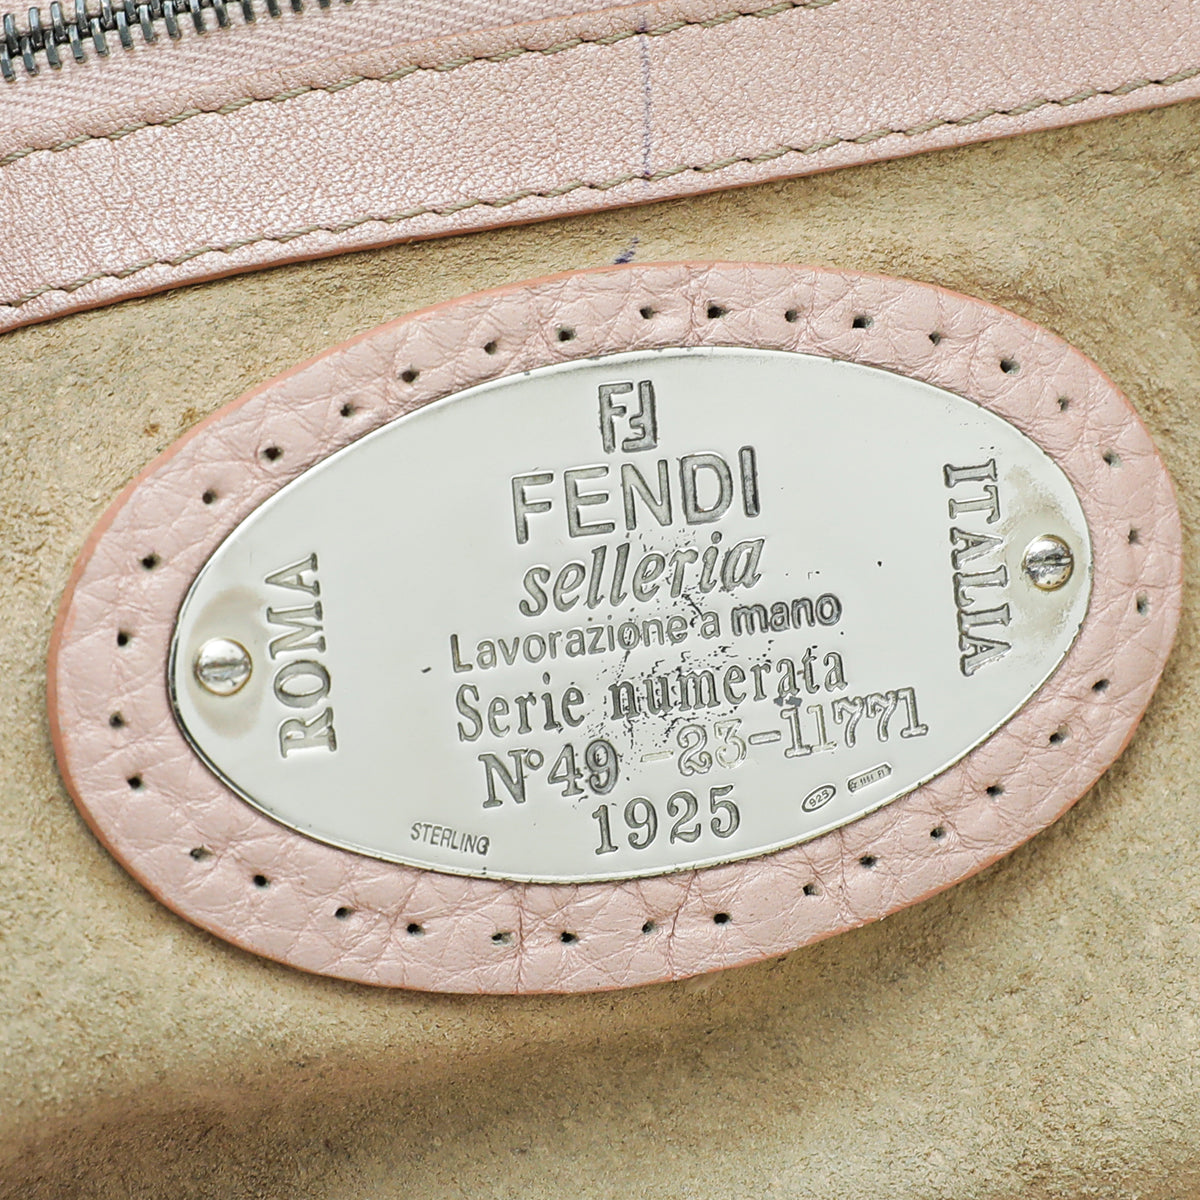 FF
FENDI
selleria
Lavorazione a mano
Serie numerata
N° 49 - 23-11771
1925
ROMA
ITALIA
STERLING
925